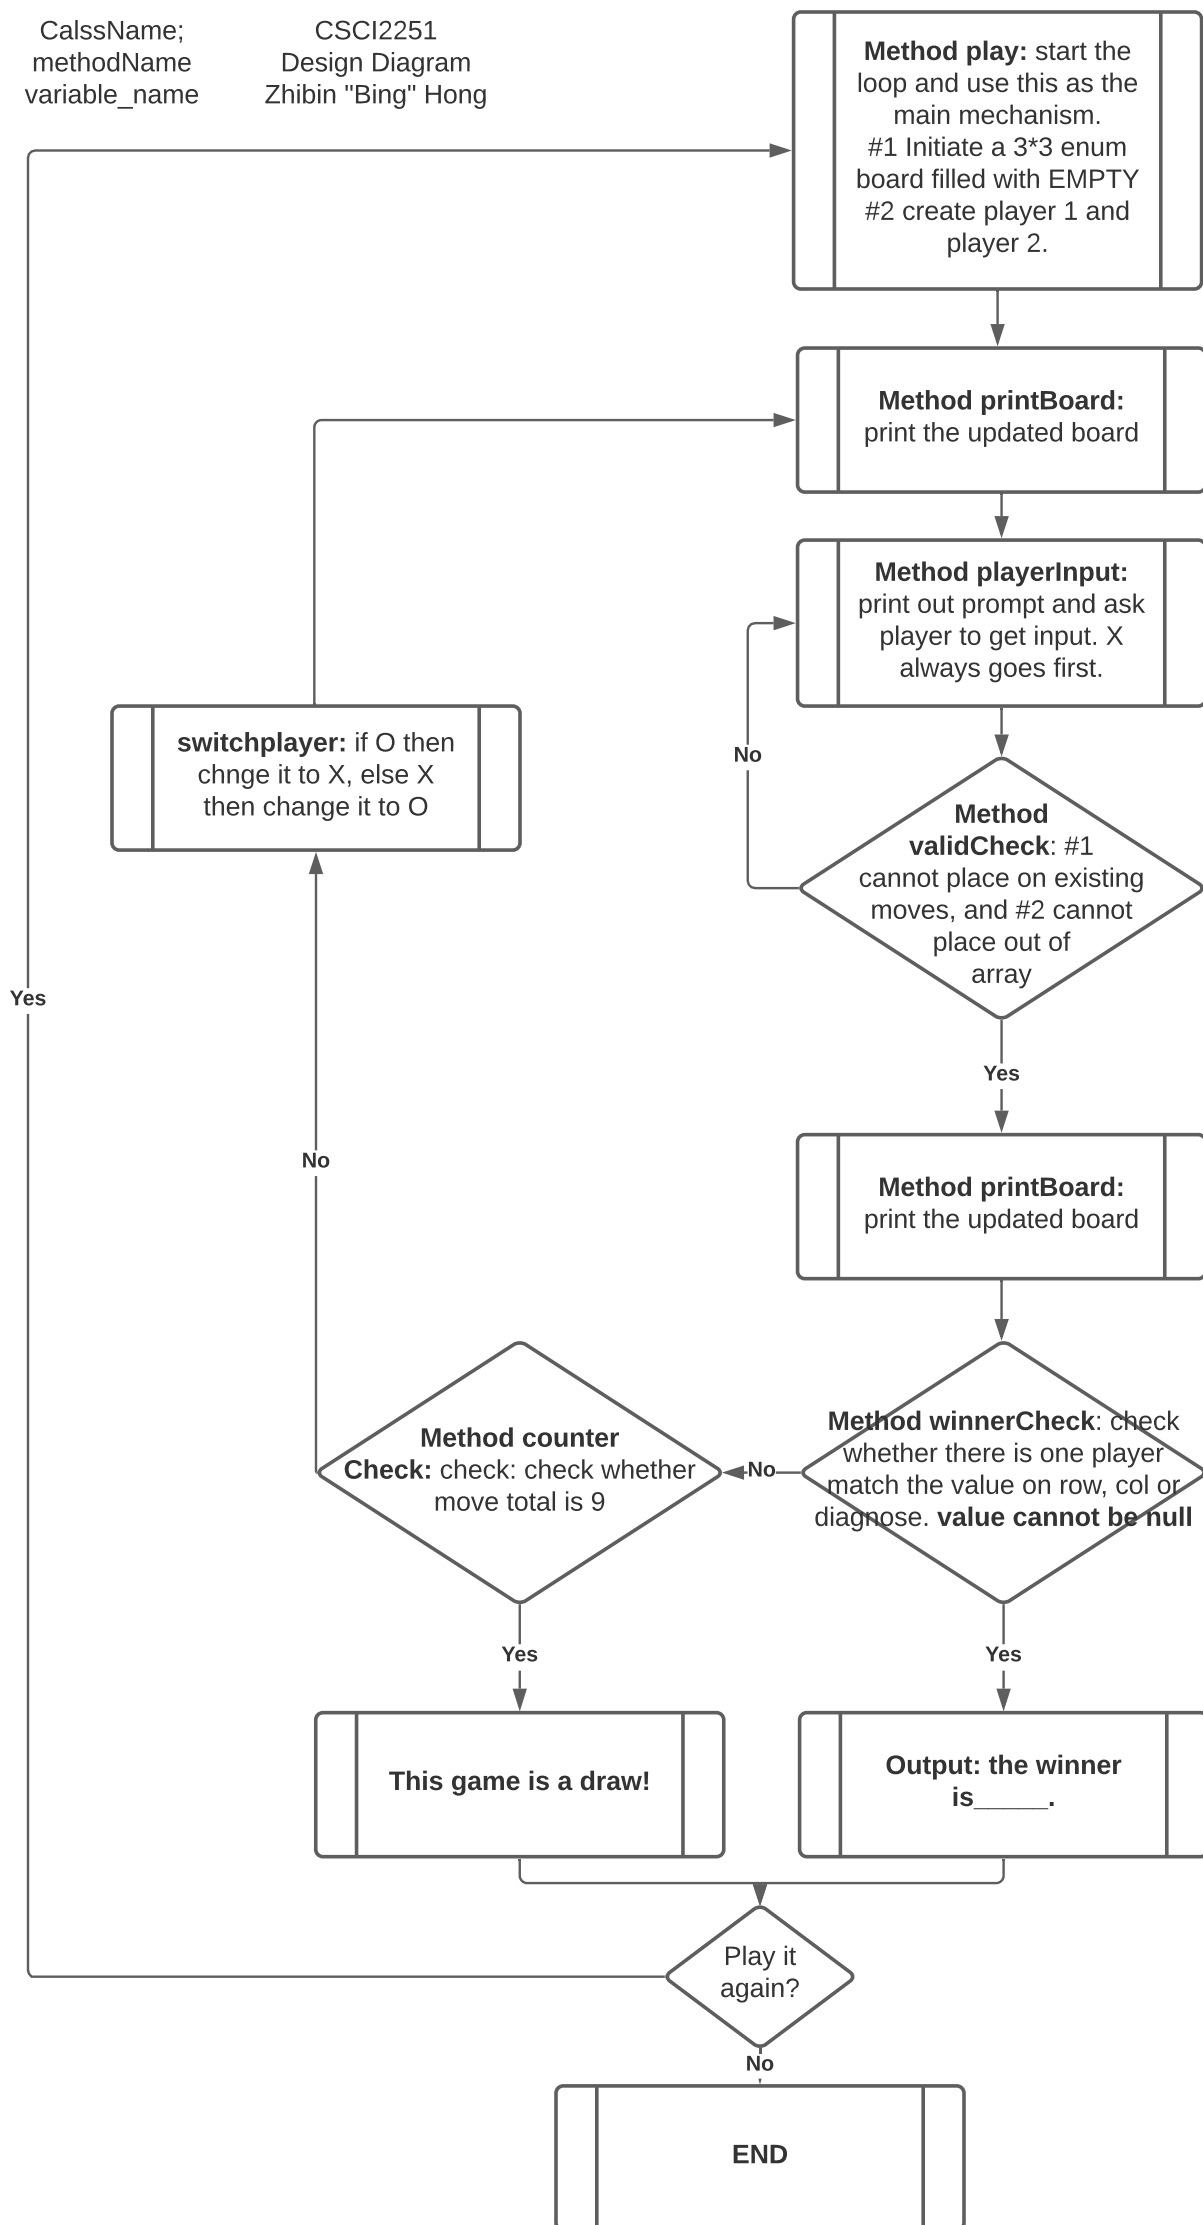 CalssName;
methodName
variable_name
CSCI2251
Design Diagram
Zhibin "Bing" Hong
Method play: start the
loop and use this as the
main mechanism.
#1 Initiate a 3*3 enum
board filled with EMPTY
#2 create player 1 and
player 2.
Method printBoard:
print the updated board
Method playerInput:
print out prompt and ask
player to get input. X
always goes first.
No
switchplayer: if O then
chnge it to X, else X
then change it to O
Method
validCheck: #1
cannot place on existing
moves, and #2 cannot
place out of
array
Yes
Yes
No
Method printBoard:
print the updated board
Method winnerCheck: check
whether there is one player
match the value on row, col or
diagnose. value cannot be null
No
Method counter
Check: check: check whether
move total is 9
Yes
Yes
This game is a draw!
Output: the winner
is_____.
Play it
again?
No
END